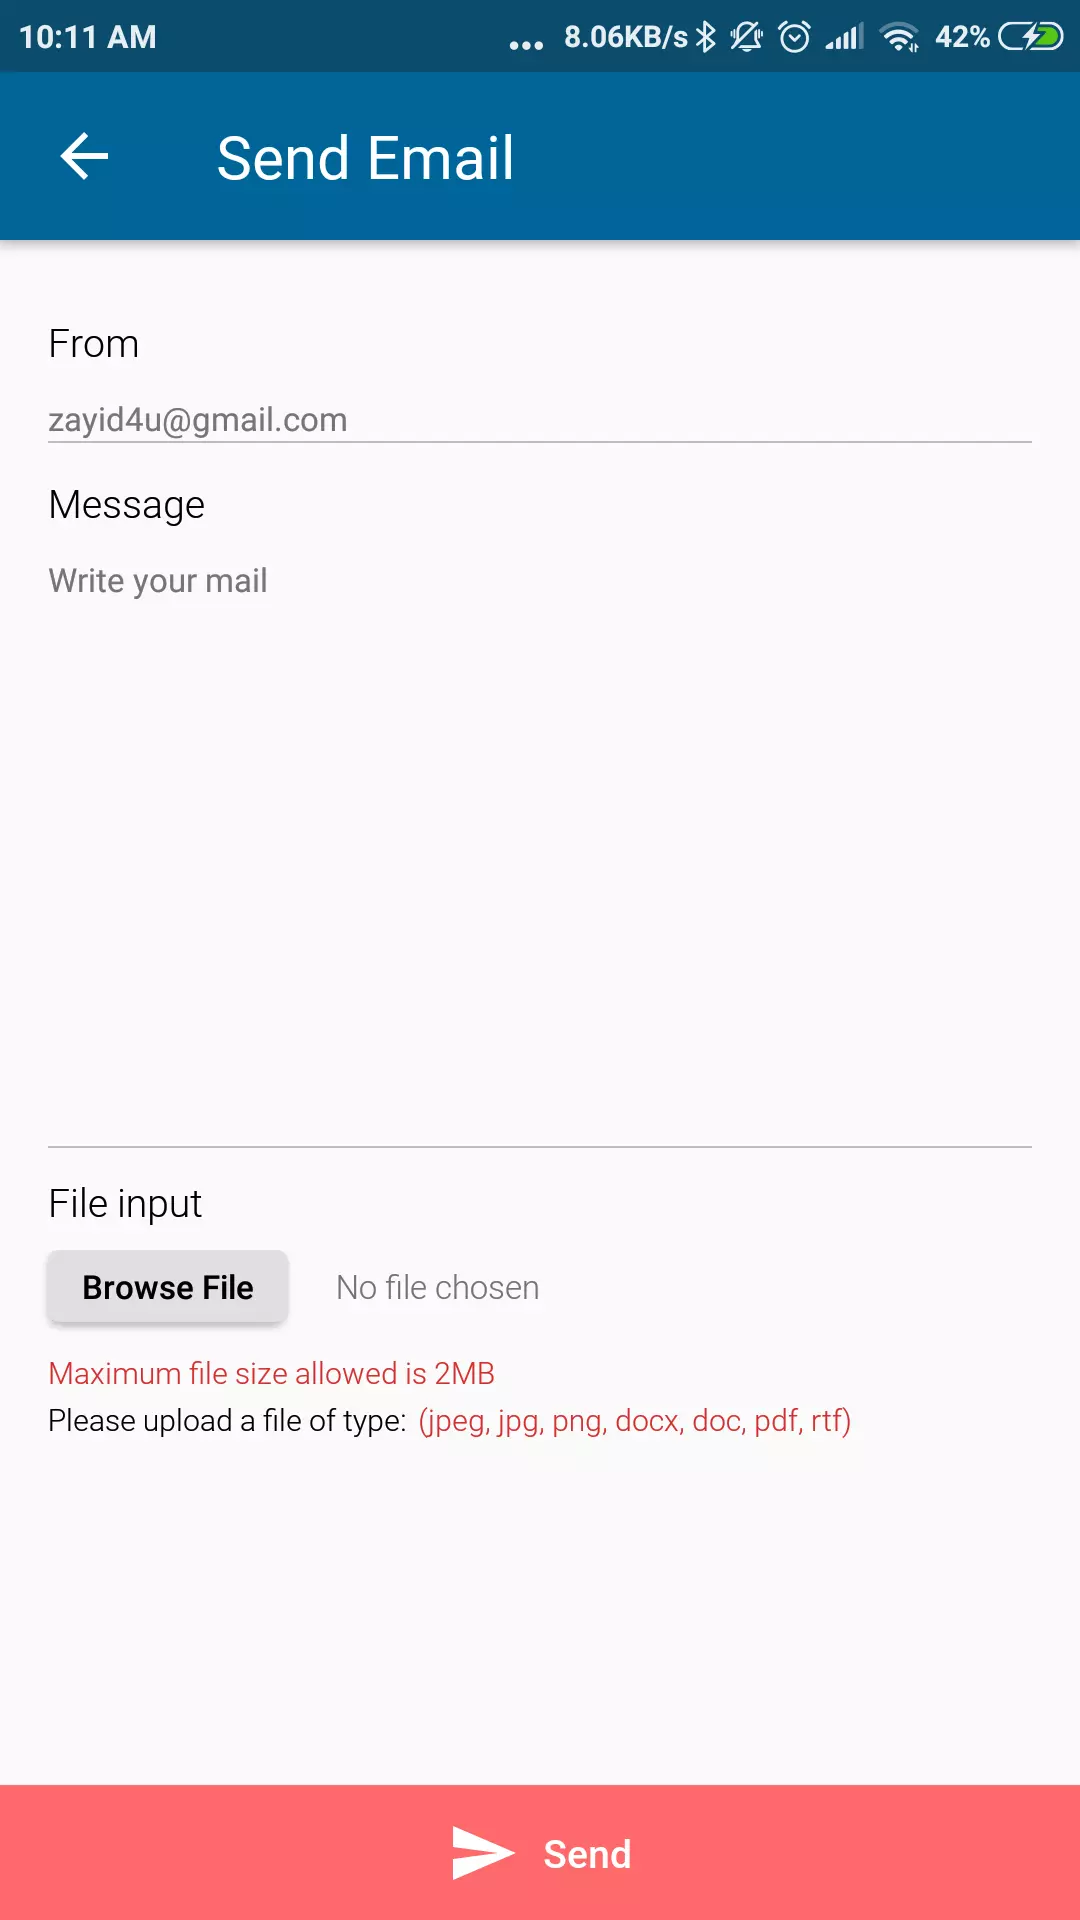 10:11 AM ... 8.06KB/s 42%
Send Email
From
zayid4u@gmail.com
Message
Write your mail
File input
Browse File No file chosen
Maximum file size allowed is 2MB
Please upload a file of type: (jpeg, jpg, png, docx, doc, pdf, rtf)
Send